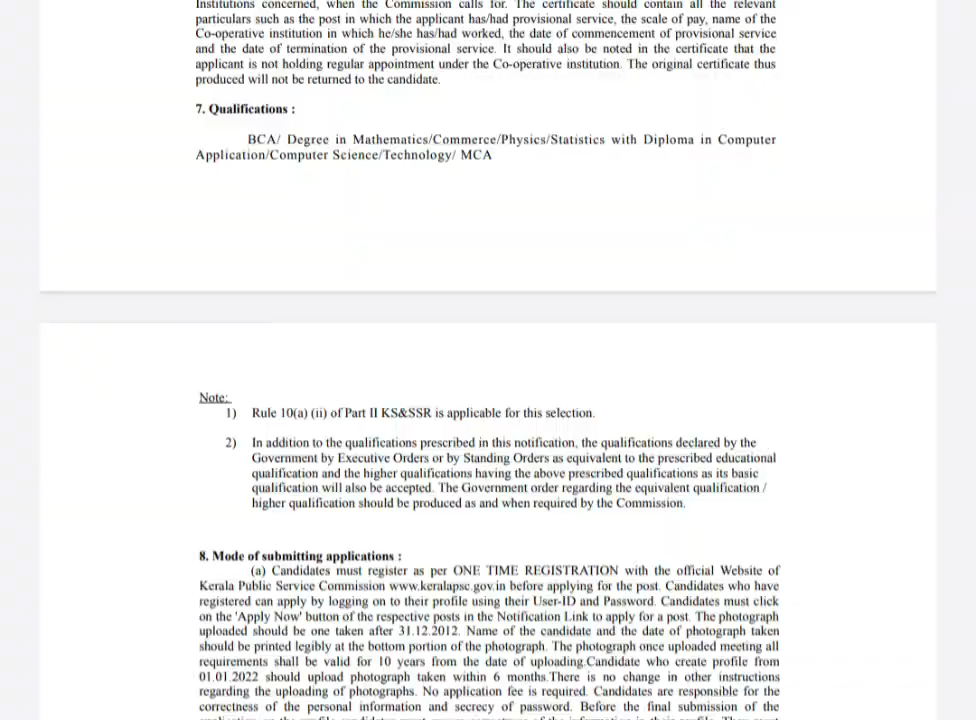 Institutions concerned, when the Commission calls for. The certificate should contain all the relevant
particulars such as the post in which the applicant has/had provisional service, the scale of pay, name of the
Co-operative institution in which he/she has/had worked, the date of commencement of provisional service
and the date of termination of the provisional service. It should also be noted in the certificate that the
applicant is not holding regular appointment under the Co-operative institution. The original certificate thus
produced will not be returned to the candidate.
7. Qualifications :
BCA/ Degree in Mathematics/Commerce/Physics/Statistics with Diploma in Computer
Application/Computer Science/Technology/ MCA
Note:
1) Rule 10(a) (ii) of Part II KS&SSR is applicable for this selection.
2) In addition to the qualifications prescribed in this notification, the qualifications declared by the
Government by Executive Orders or by Standing Orders as equivalent to the prescribed educational
qualification and the higher qualifications having the above prescribed qualifications as its basic
qualification will also be accepted. The Government order regarding the equivalent qualification /
higher qualification should be produced as and when required by the Commission.
8. Mode of submitting applications :
(a) Candidates must register as per ONE TIME REGISTRATION with the official Website of
Kerala Public Service Commission www.keralapsc.gov.in before applying for the post. Candidates who have
registered can apply by logging on to their profile using their User-ID and Password. Candidates must click
on the 'Apply Now' button of the respective posts in the Notification Link to apply for a post. The photograph
uploaded should be one taken after 31.12.2012. Name of the candidate and the date of photograph taken
should be printed legibly at the bottom portion of the photograph. The photograph once uploaded meeting all
requirements shall be valid for 10 years from the date of uploading.Candidate who create profile from
01.01.2022 should upload photograph taken within 6 months.There is no change in other instructions
regarding the uploading of photographs. No application fee is required. Candidates are responsible for the
correctness of the personal information and secrecy of password. Before the final submission of the